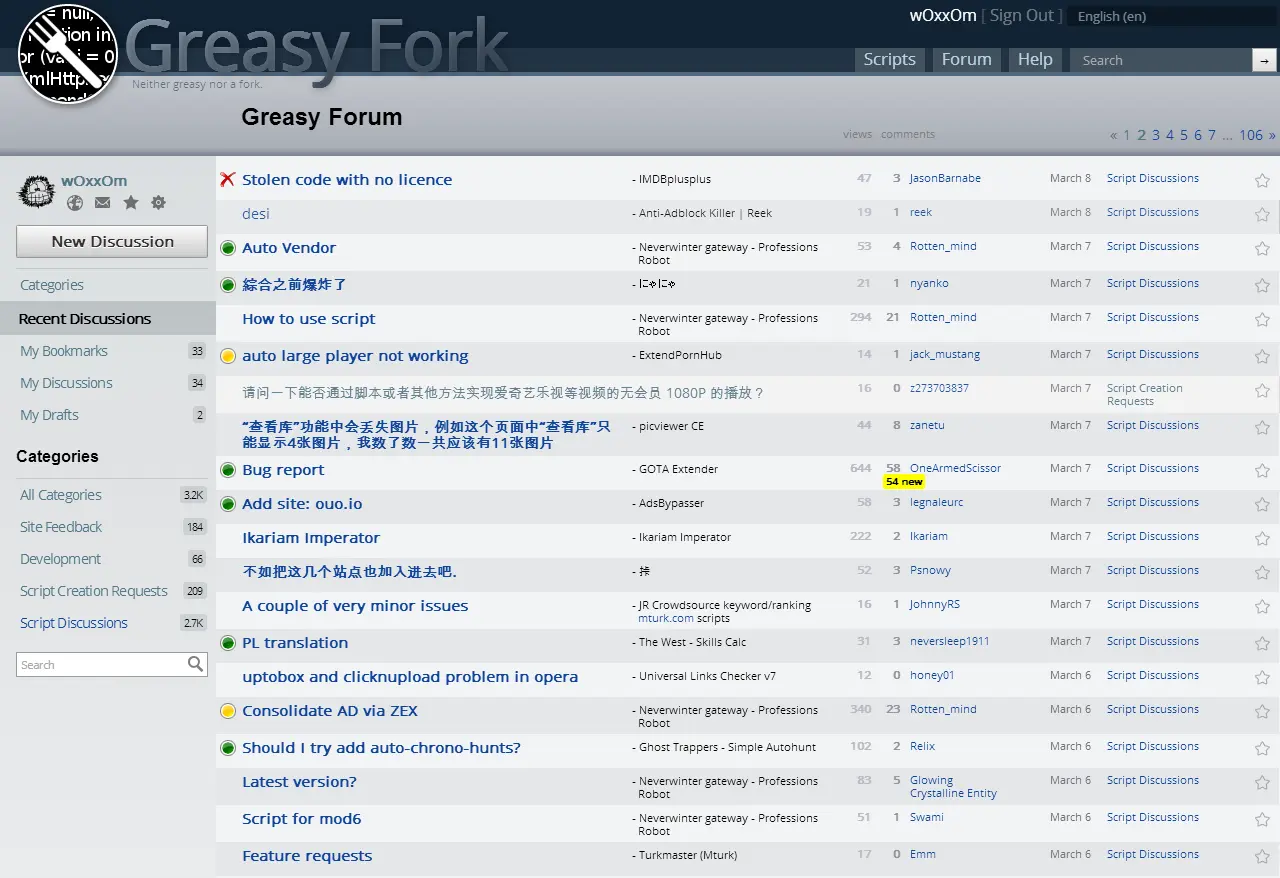 = null,
tion in
or (va i = 0
mlHttp
Greasy Fork
Neither greasy nor a fork.
wOxxOm [ Sign Out ] English (en)
Scripts Forum Help Search →
Greasy Forum
views comments « 1 2 3 4 5 6 7 ... 106 »
wOxxOm
New Discussion
Categories
Recent Discussions
My Bookmarks 33
My Discussions 34
My Drafts 2
Categories
All Categories 3.2K
Site Feedback 184
Development 66
Script Creation Requests 209
Script Discussions 2.7K
Search
Stolen code with no licence - IMDBplusplus 47 3 JasonBarnabe March 8 Script Discussions
desi - Anti-Adblock Killer | Reek 19 1 reek March 8 Script Discussions
Auto Vendor - Neverwinter gateway - Professions 53 4 Rotten_mind March 7 Script Discussions
Robot
綜合之前爆炸了 - にゃにゃ 21 1 nyanko March 7 Script Discussions
How to use script - Neverwinter gateway - Professions 294 21 Rotten_mind March 7 Script Discussions
Robot
auto large player not working - ExtendPornHub 14 1 jack_mustang March 7 Script Discussions
请问一下能否通过脚本或者其他方法实现爱奇艺乐视等视频的无会员 1080P 的播放？ 16 0 z273703837 March 7 Script Creation
Requests
“查看库”功能中会丢失图片，例如这个页面中“查看库”只 - picviewer CE 44 8 zanetu March 7 Script Discussions
能显示4张图片，我数了数一共应该有11张图片
Bug report - GOTA Extender 644 58 OneArmedScissor March 7 Script Discussions
54 new
Add site: ouo.io - AdsBypasser 58 3 legnaleurc March 7 Script Discussions
Ikariam Imperator - Ikariam Imperator 222 2 Ikariam March 7 Script Discussions
不如把这几个站点也加入进去吧. - 52 3 Psnowy March 7 Script Discussions
A couple of very minor issues - JR Crowdsource keyword/ranking 16 1 JohnnyRS March 7 Script Discussions
mturk.com scripts
PL translation - The West - Skills Calc 31 3 neversleep1911 March 7 Script Discussions
uptobox and clicknupload problem in opera - Universal Links Checker v7 12 0 honey01 March 7 Script Discussions
Consolidate AD via ZEX - Neverwinter gateway - Professions 340 23 Rotten_mind March 6 Script Discussions
Robot
Should I try add auto-chrono-hunts? - Ghost Trappers - Simple Autohunt 102 2 Relix March 6 Script Discussions
Latest version? - Neverwinter gateway - Professions 83 5 Glowing March 6 Script Discussions
Robot Crystalline Entity
Script for mod6 - Neverwinter gateway - Professions 51 1 Swami March 6 Script Discussions
Robot
Feature requests - Turkmaster (Mturk) 17 0 Emm March 6 Script Discussions